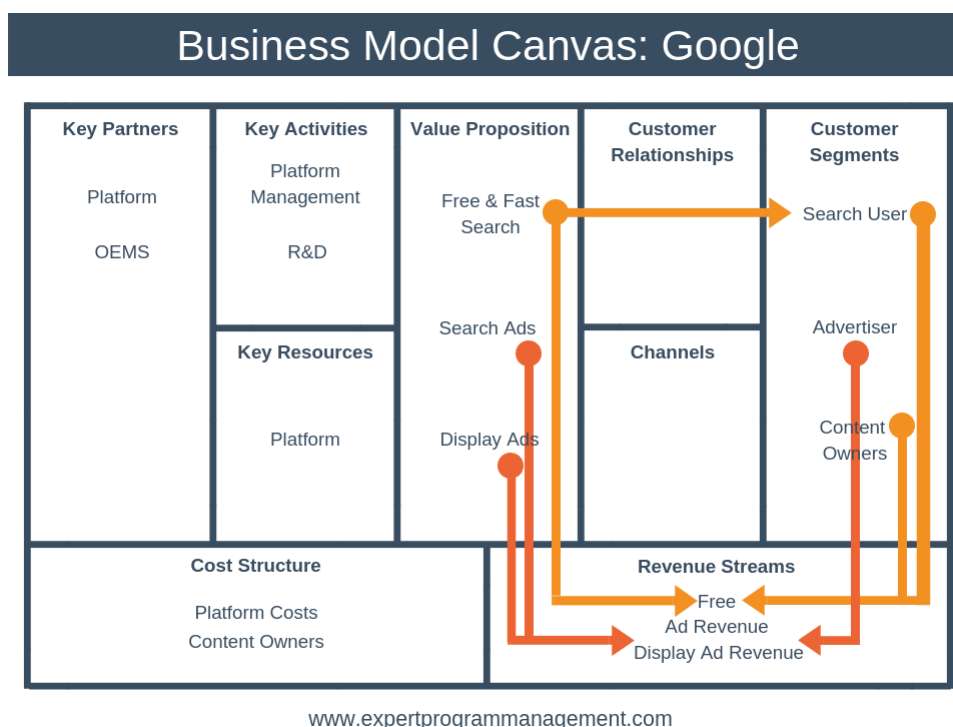 Business Model Canvas: Google
Key Partners
Platform
OEMS
Key Activities
Platform
Management
R&D
Key Resources
Platform
Value Proposition
Free & Fast
Search
Search Ads
Display Ads
Customer
Relationships
Channels
Customer
Segments
Search User
Advertiser
Content
Owners
Cost Structure
Platform Costs
Content Owners
Revenue Streams
Free
Ad Revenue
Display Ad Revenue
www.expertprogrammanagement.com